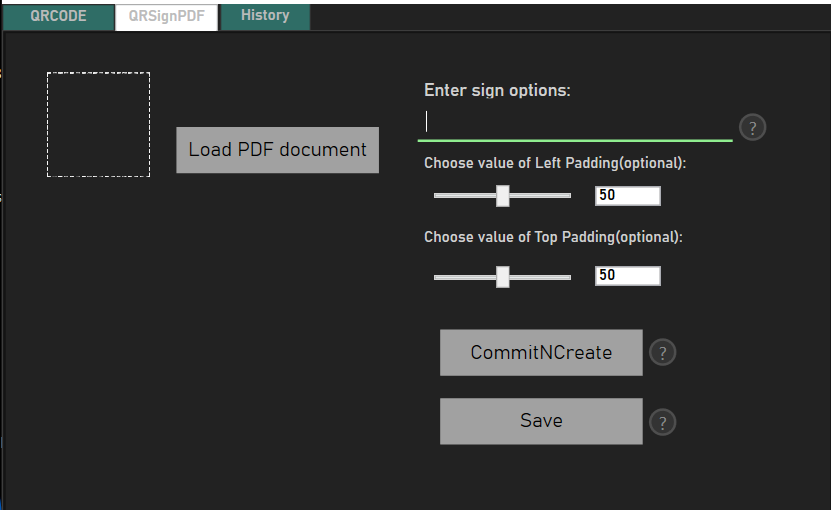 QRCODE
QRSignPDF
History
Enter sign options:
?
Load PDF document
Choose value of Left Padding(optional):
50
Choose value of Top Padding(optional):
50
CommitNCreate
?
Save
?